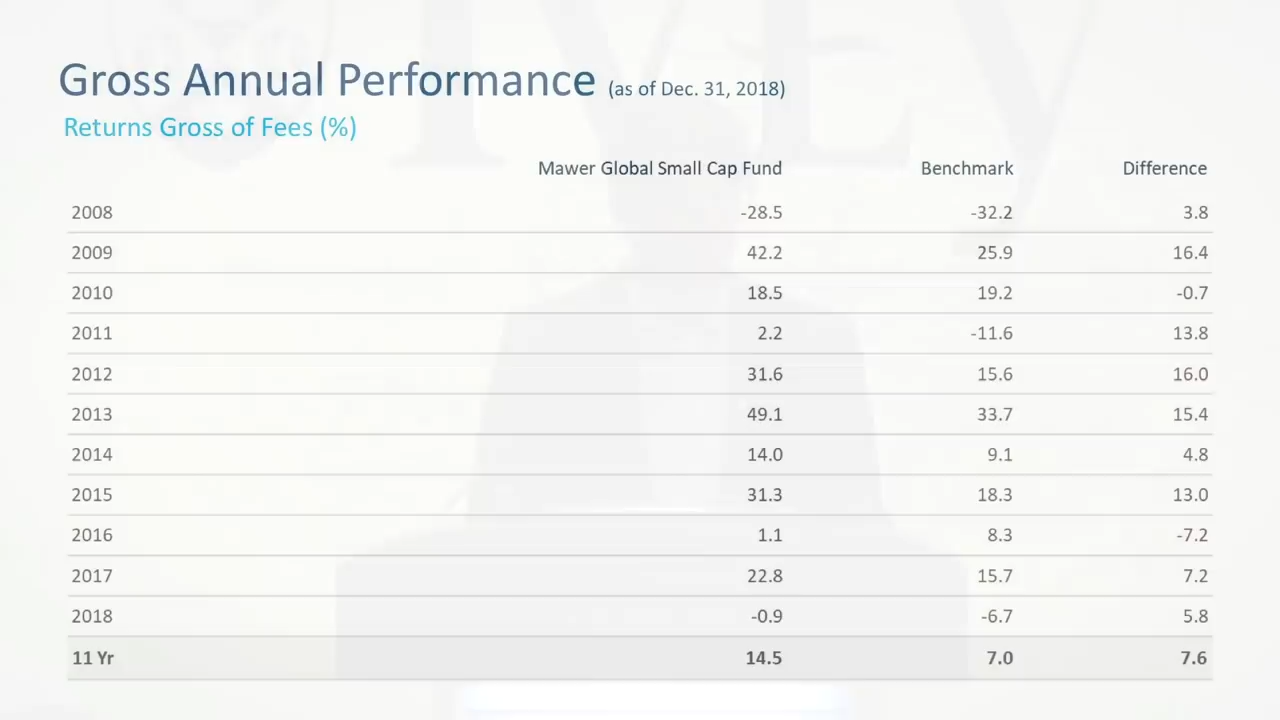 Gross Annual Performance (as of Dec. 31, 2018)
Returns Gross of Fees (%)
Mawer Global Small Cap Fund Benchmark Difference
2008 -28.5 -32.2 3.8
2009 42.2 25.9 16.4
2010 18.5 19.2 -0.7
2011 2.2 -11.6 13.8
2012 31.6 15.6 16.0
2013 49.1 33.7 15.4
2014 14.0 9.1 4.8
2015 31.3 18.3 13.0
2016 1.1 8.3 -7.2
2017 22.8 15.7 7.2
2018 -0.9 -6.7 5.8
11 Yr 14.5 7.0 7.6